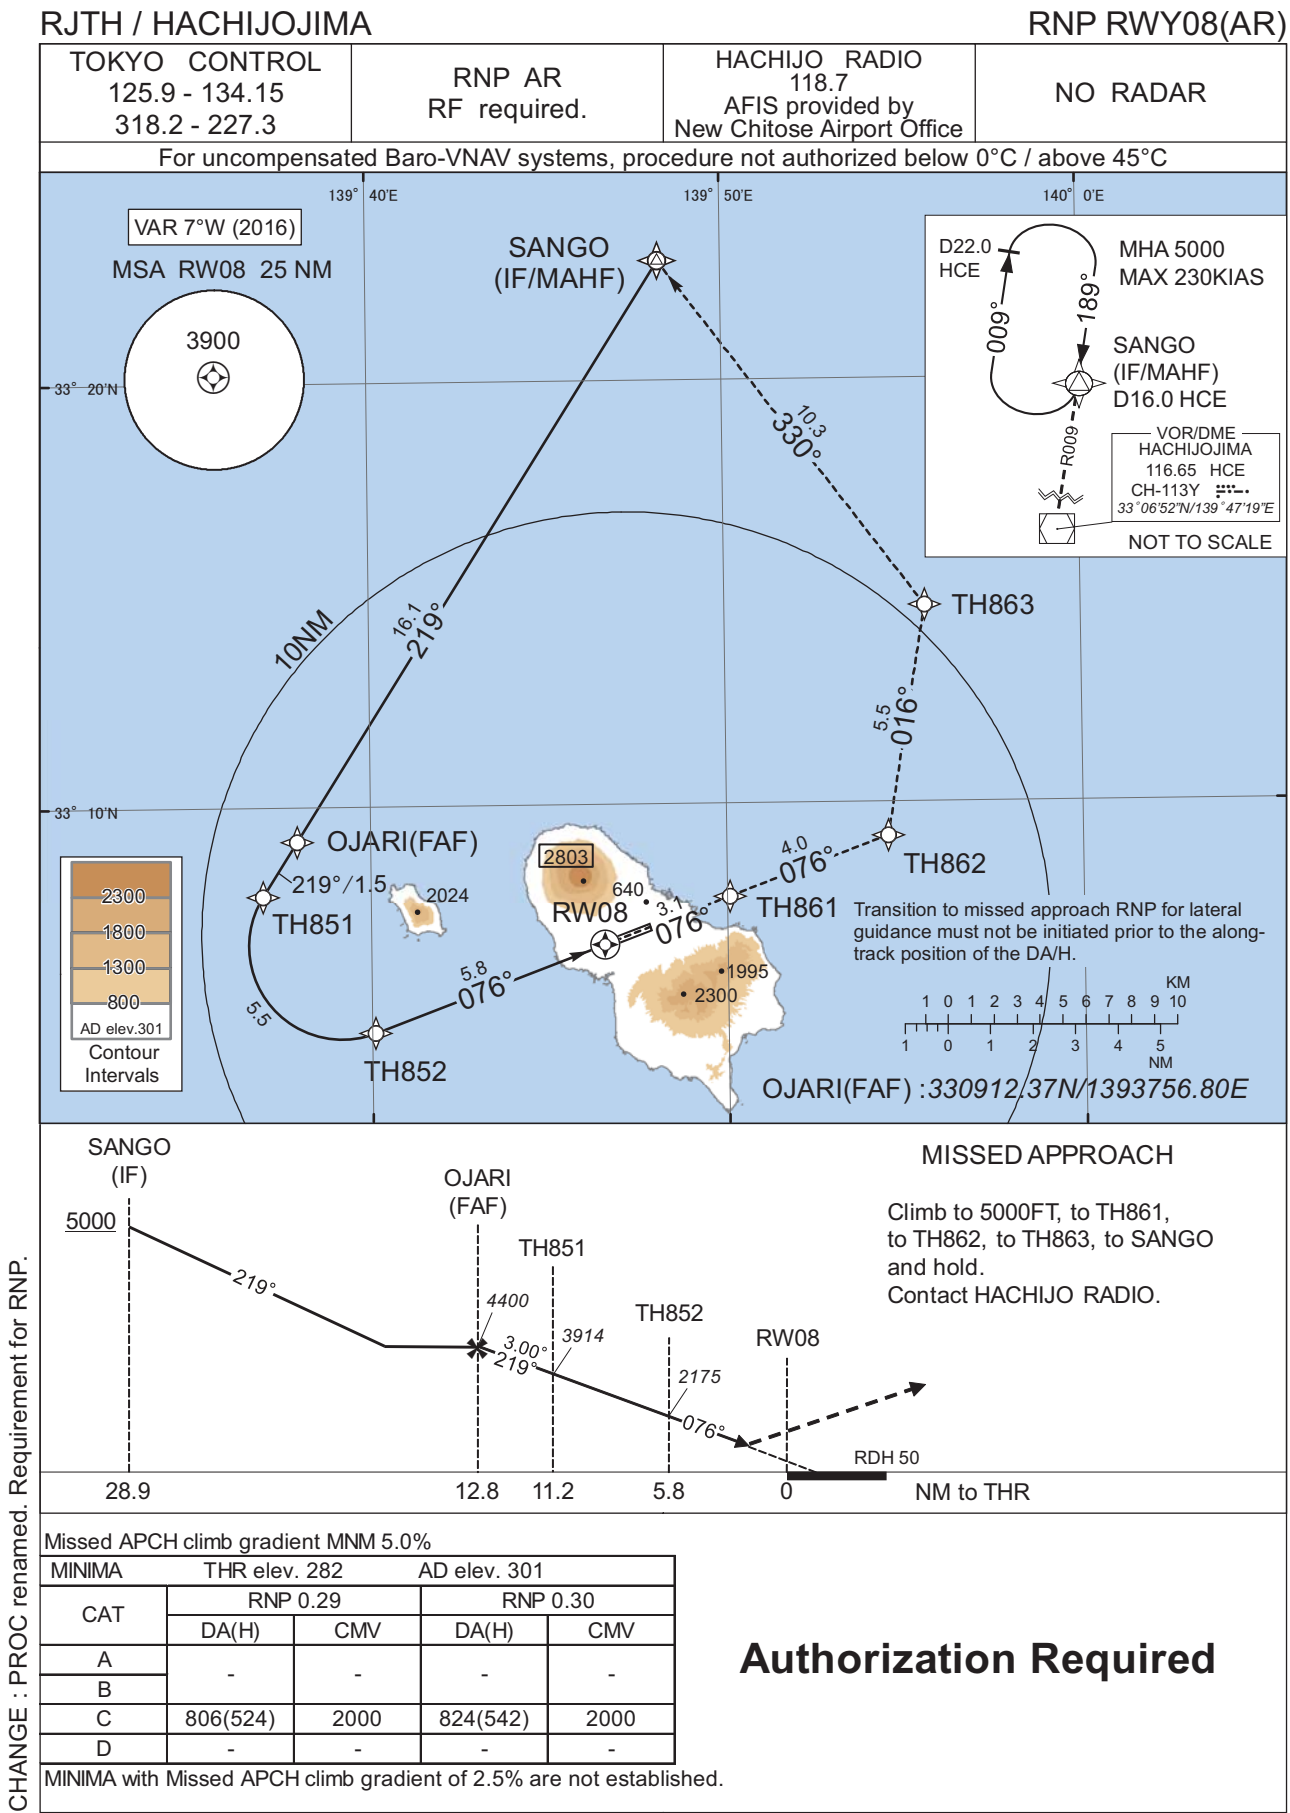 RJTH / HACHIJOJIMA
RNP RWY08(AR)
TOKYO CONTROL
125.9 - 134.15
318.2 - 227.3
RNP AR
RF required.
HACHIJO RADIO
118.7
AFIS provided by
New Chitose Airport Office
NO RADAR
For uncompensated Baro-VNAV systems, procedure not authorized below 0°C / above 45°C
139° 40'E
139° 50'E
140° 0'E
VAR 7°W (2016)
MSA RW08 25 NM
3900
SANGO
(IF/MAHF)
D22.0
HCE
MHA 5000
MAX 230KIAS
009°
189°
SANGO
(IF/MAHF)
D16.0 HCE
R009
VOR/DME
HACHIJOJIMA
116.65 HCE
CH-113Y
33°06'52"N/139°47'19"E
NOT TO SCALE
33° 20'N
10.3
330°
TH863
10NM
16.1
219°
5.5
016°
33° 10'N
OJARI(FAF)
219°/1.5
TH851
2024
2803
640
RW08
3.1
076°
4.0
076°
TH862
TH861
Transition to missed approach RNP for lateral
guidance must not be initiated prior to the along-
track position of the DA/H.
2300
1800
1300
800
AD elev.301
Contour
Intervals
5.5
5.8
076°
TH852
1995
2300
KM
1 0 1 2 3 4 5 6 7 8 9 10
1 0 1 2 3 4 5
NM
OJARI(FAF) :330912.37N/1393756.80E
SANGO
(IF)
5000
219°
OJARI
(FAF)
TH851
4400
3.00°
219°
3914
TH852
2175
076°
RW08
RDH 50
28.9
12.8
11.2
5.8
0
NM to THR
MISSED APPROACH
Climb to 5000FT, to TH861,
to TH862, to TH863, to SANGO
and hold.
Contact HACHIJO RADIO.
Missed APCH climb gradient MNM 5.0%
MINIMA THR elev. 282 AD elev. 301
CAT RNP 0.29 RNP 0.30
DA(H) CMV DA(H) CMV
A
B
- - - -
C 806(524) 2000 824(542) 2000
D - - - -
MINIMA with Missed APCH climb gradient of 2.5% are not established.
Authorization Required
CHANGE : PROC renamed. Requirement for RNP.